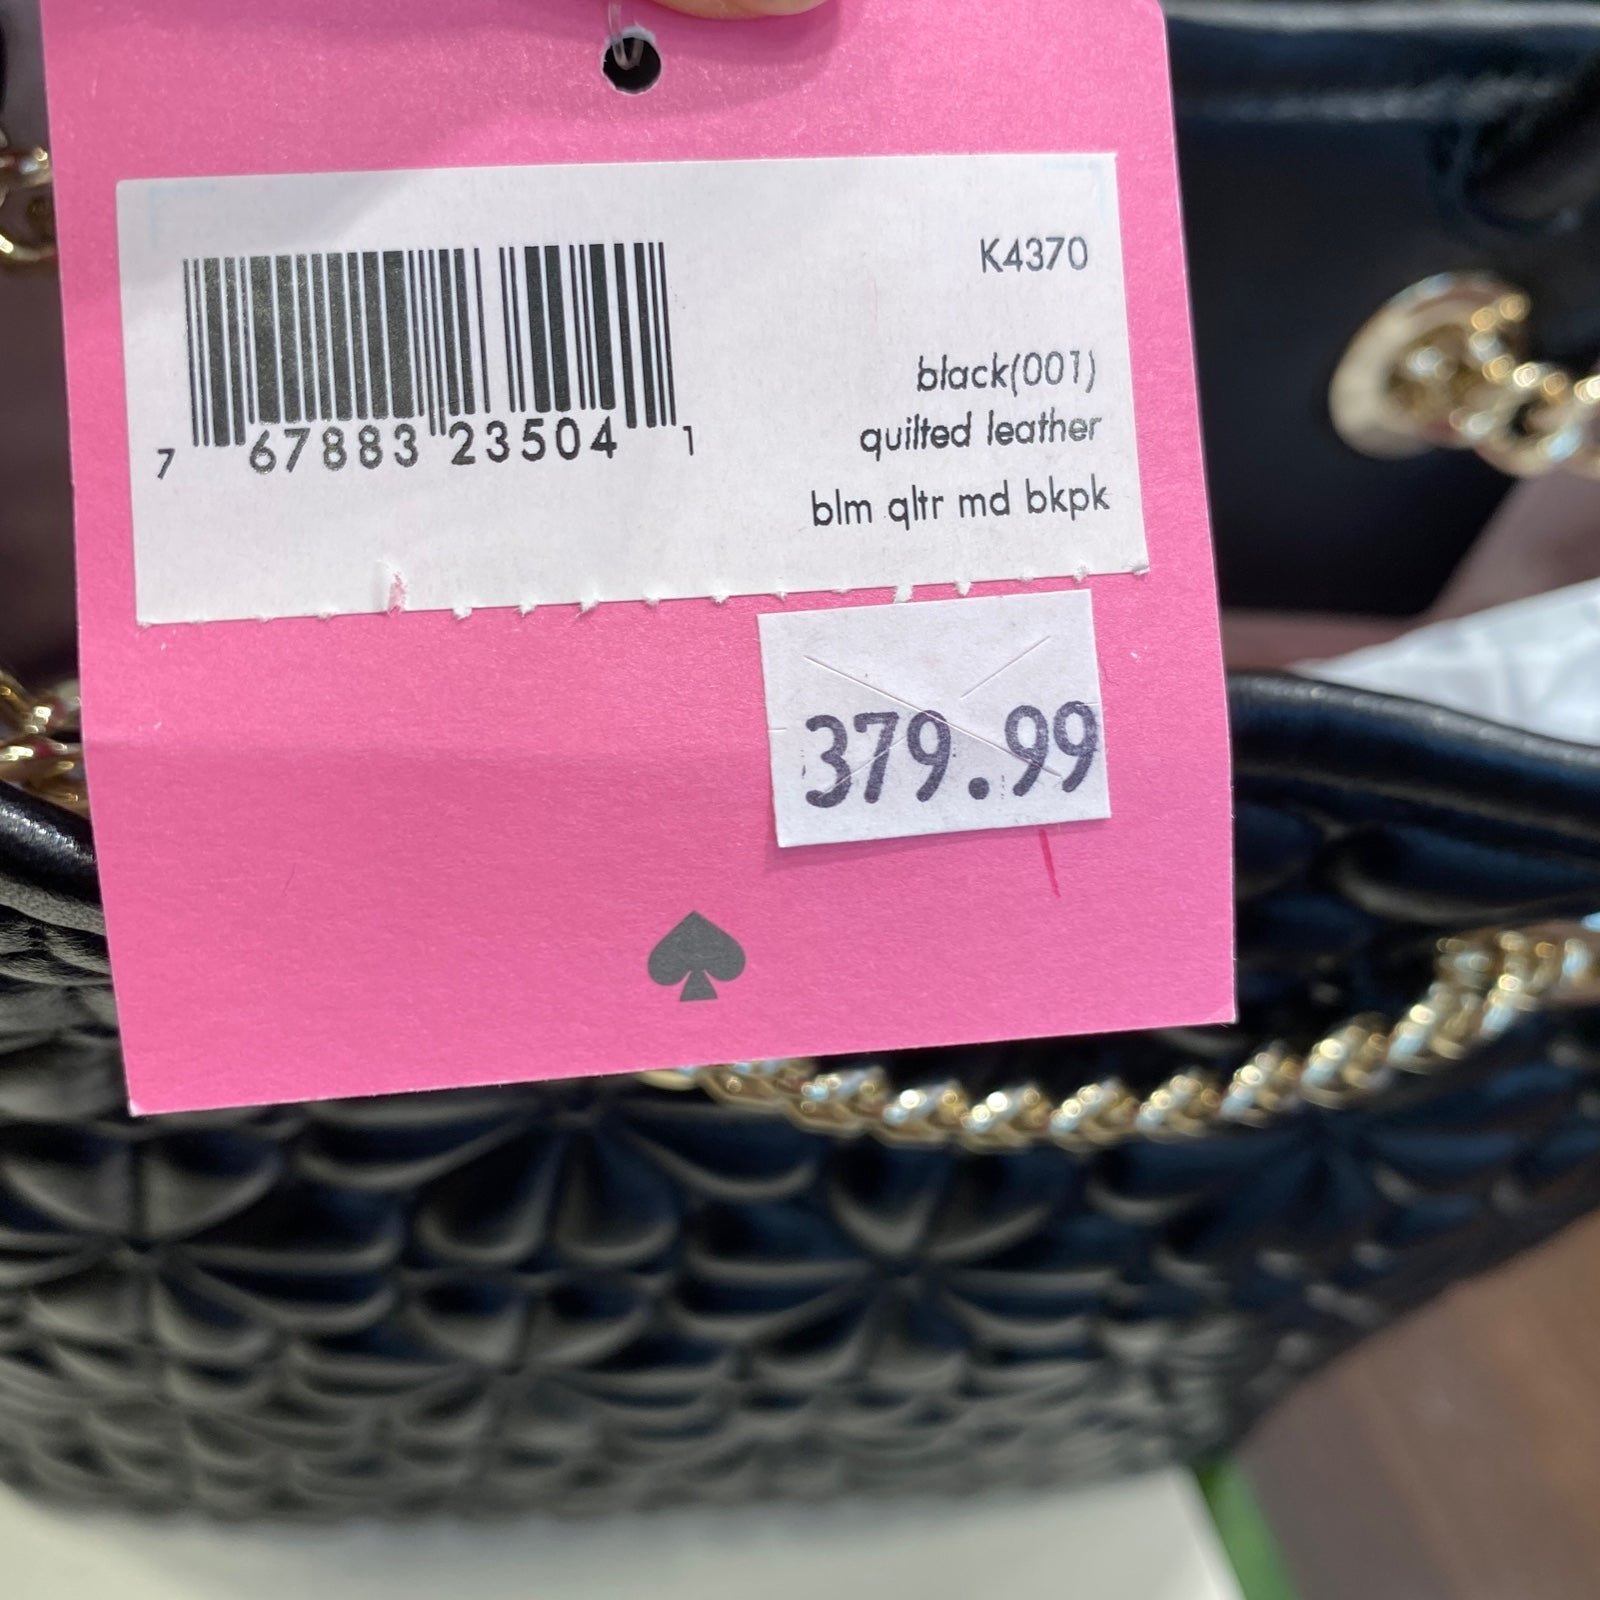 K4370
7 67883 23504 1
black(001)
quilted leather
blm qltr md bkpk
379.99